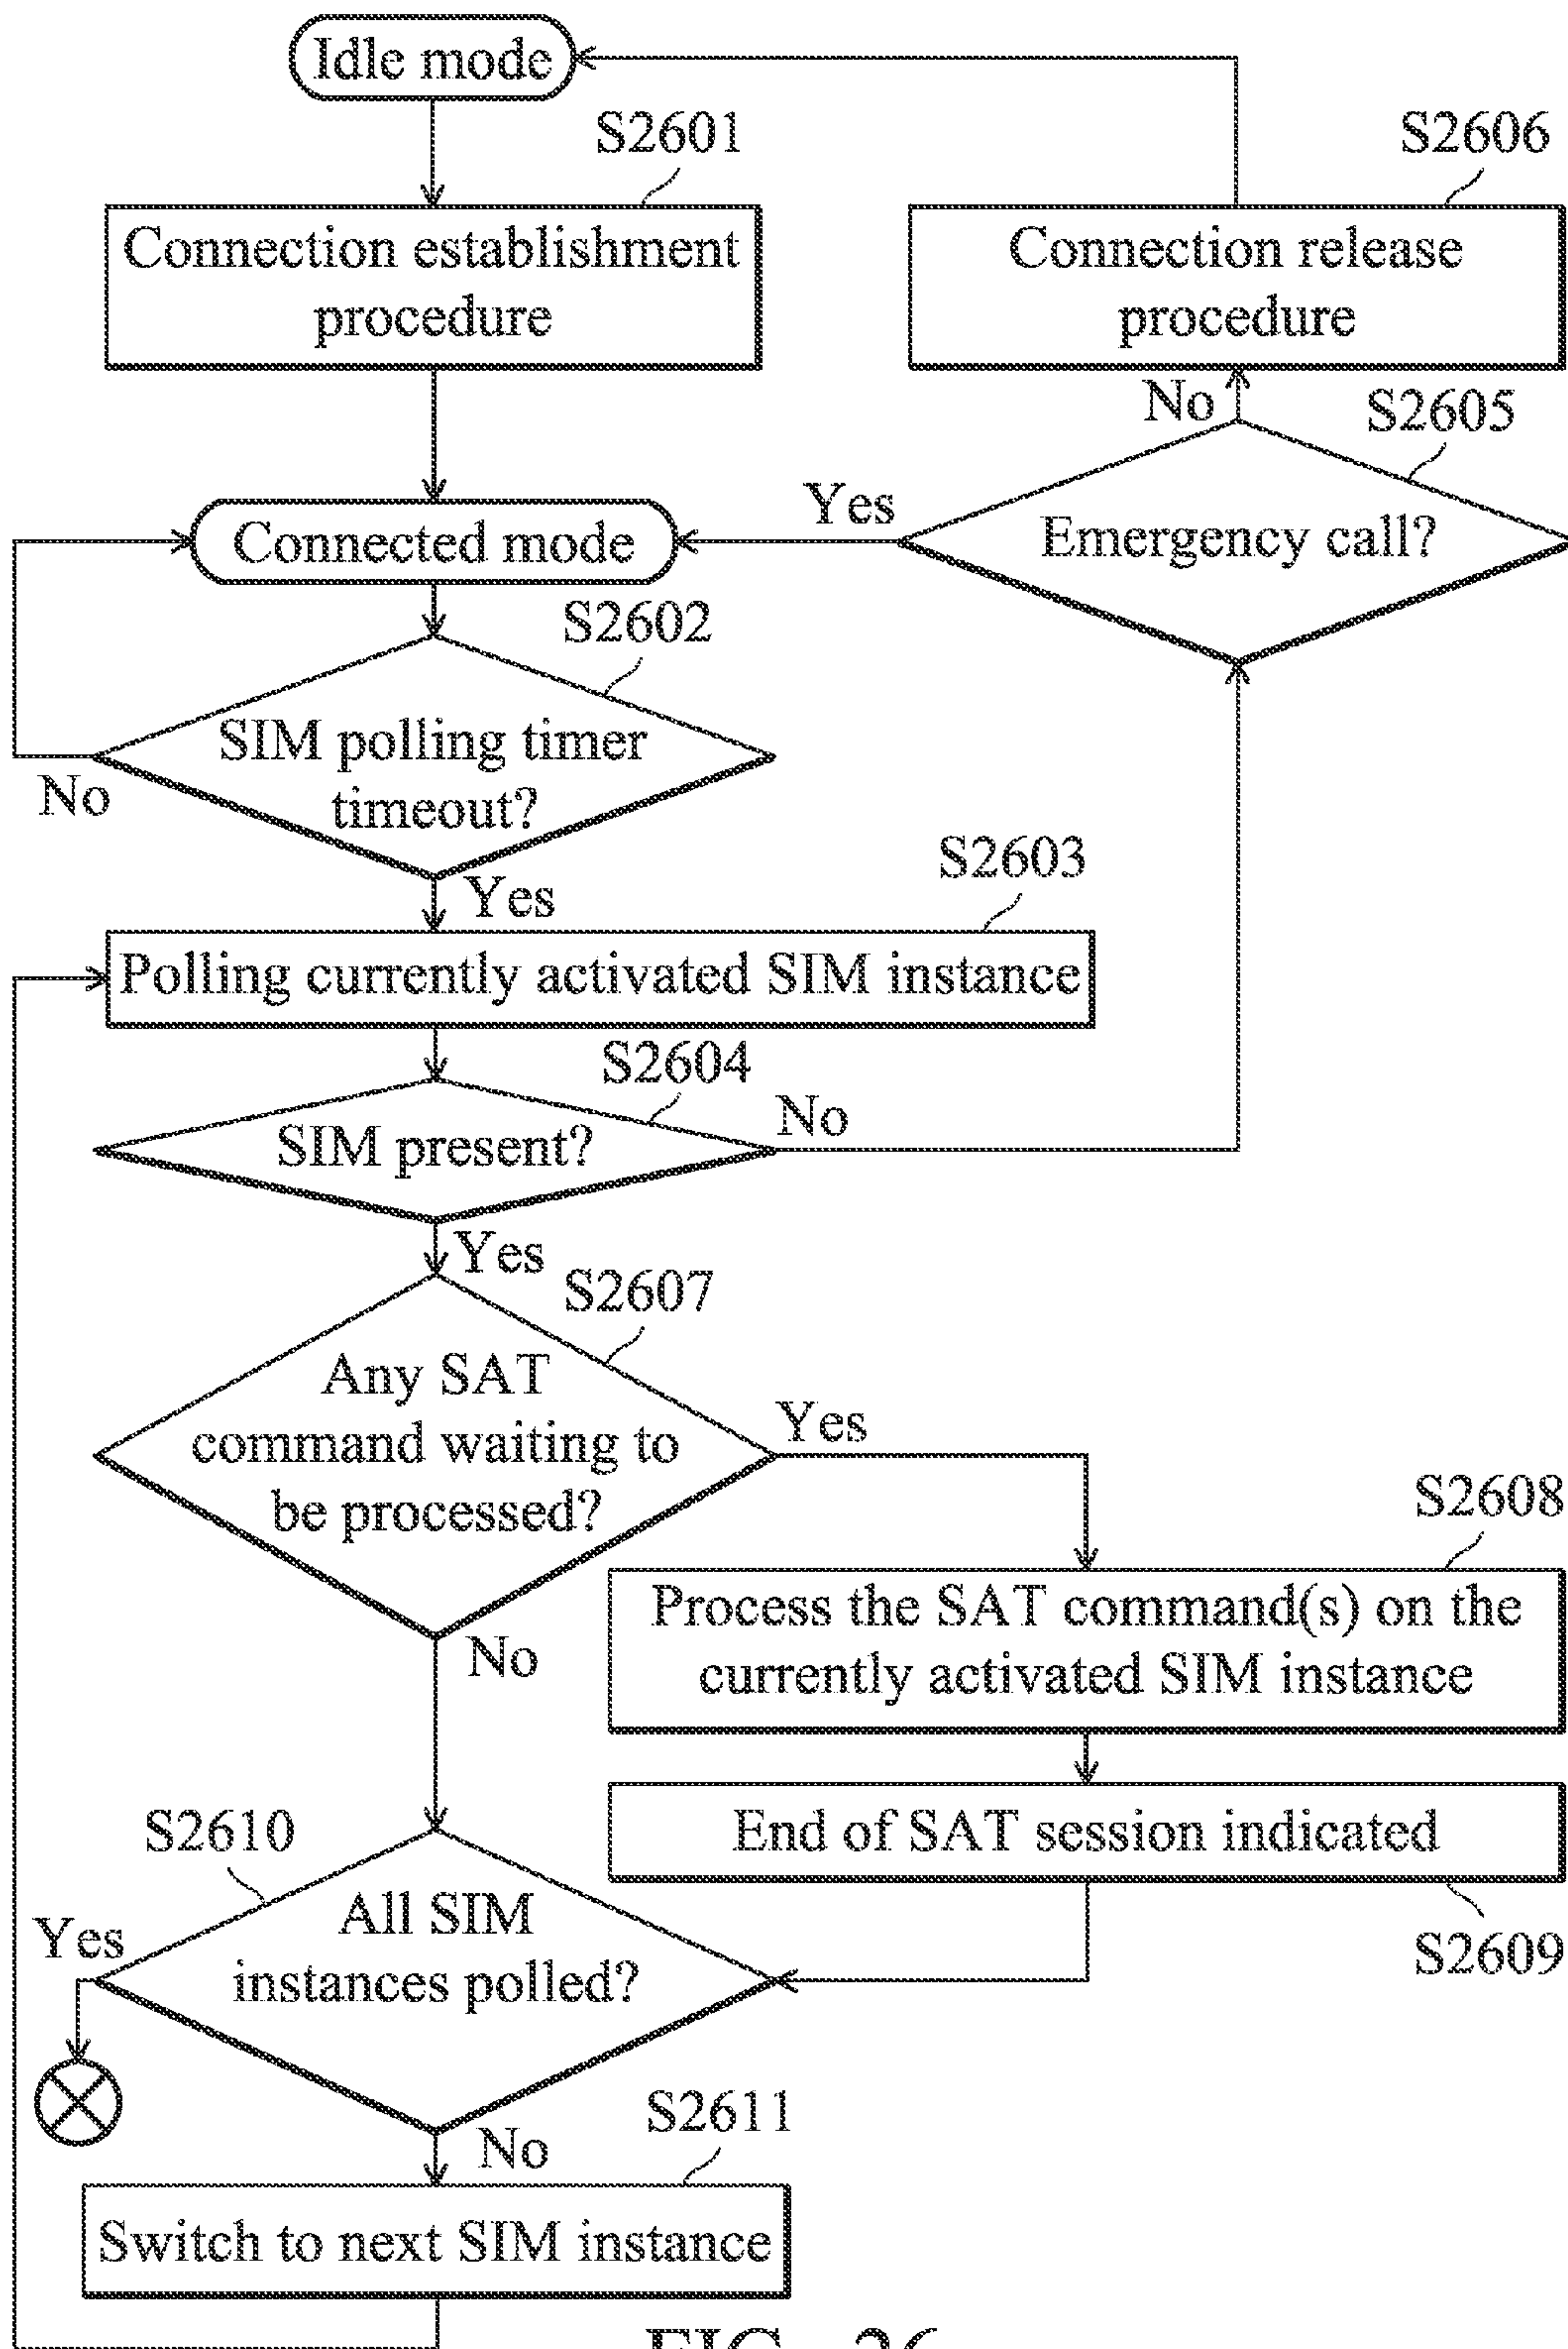 Idle mode
S2601
S2606
Connection establishment
procedure
Connection release
procedure
No
S2605
Yes
Connected mode
Emergency call?
S2602
SIM polling timer
timeout?
No
S2603
Yes
Polling currently activated SIM instance
S2604
No
SIM present?
Yes
S2607
Any SAT
command waiting to
be processed?
Yes
S2608
Process the SAT command(s) on the
currently activated SIM instance
No
End of SAT session indicated
S2610
S2609
Yes
All SIM
instances polled?
S2611
No
Switch to next SIM instance
FIG. 26